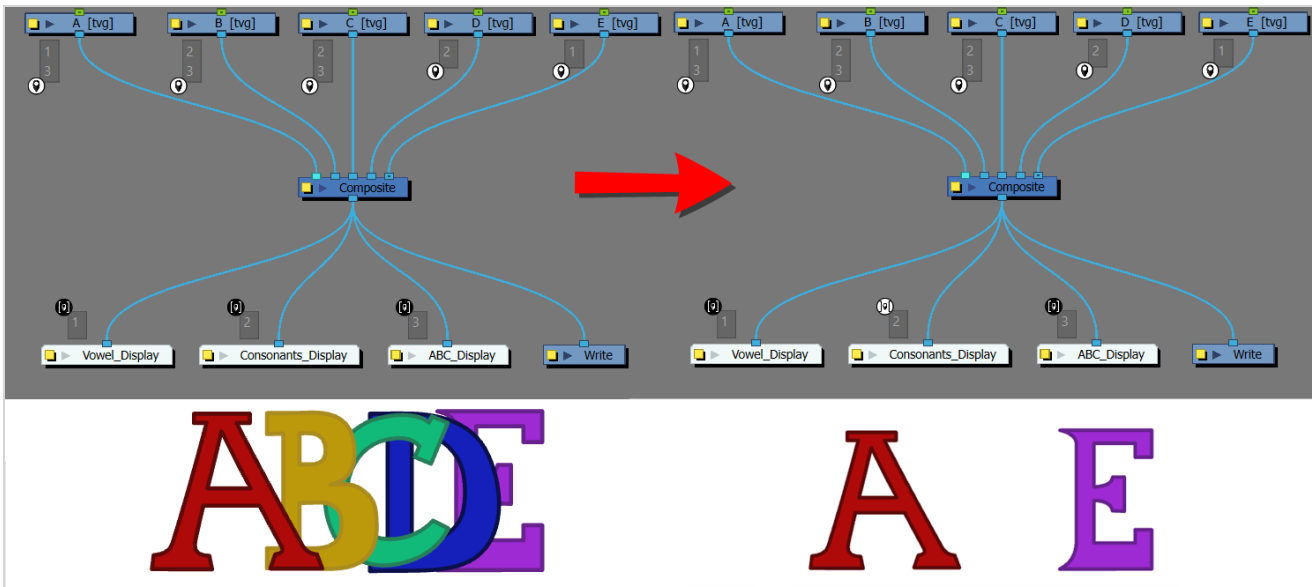 A [tvg] B [tvg] C [tvg] D [tvg] E [tvg] A [tvg] B [tvg] C [tvg] D [tvg] E [tvg]
1 2 2 2 1 1 2 2 2 1
3 3 3 3 3 3
Composite Composite
1 2 3 1 2 3
Vowel_Display Consonants_Display ABC_Display Write Vowel_Display Consonants_Display ABC_Display Write
ABCDE A E